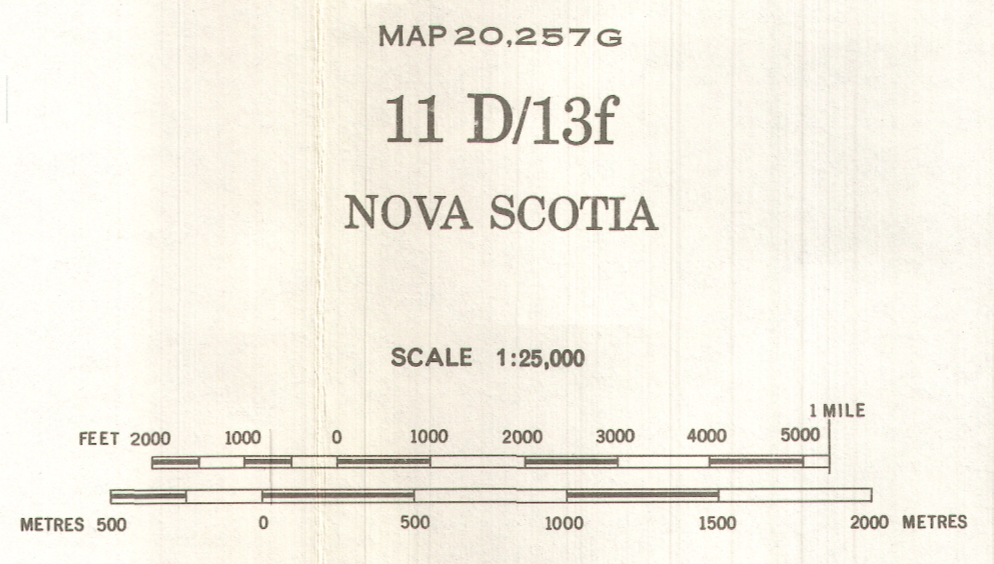 MAP 20,257G
11 D/13f
NOVA SCOTIA
SCALE 1:25,000
1 MILE
FEET 2000 1000 0 1000 2000 3000 4000 5000
METRES 500 0 500 1000 1500 2000 METRES